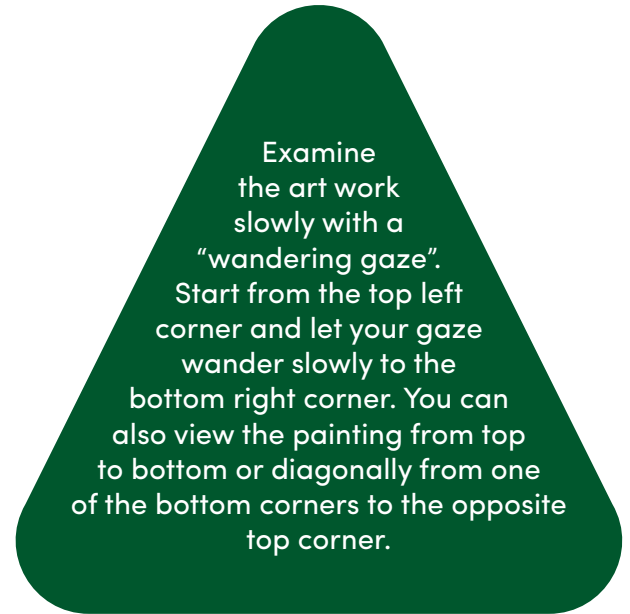 Examine
the art work
slowly with a
“wandering gaze”.
Start from the top left
corner and let your gaze
wander slowly to the
bottom right corner. You can
also view the painting from top
to bottom or diagonally from one
of the bottom corners to the opposite
top corner.